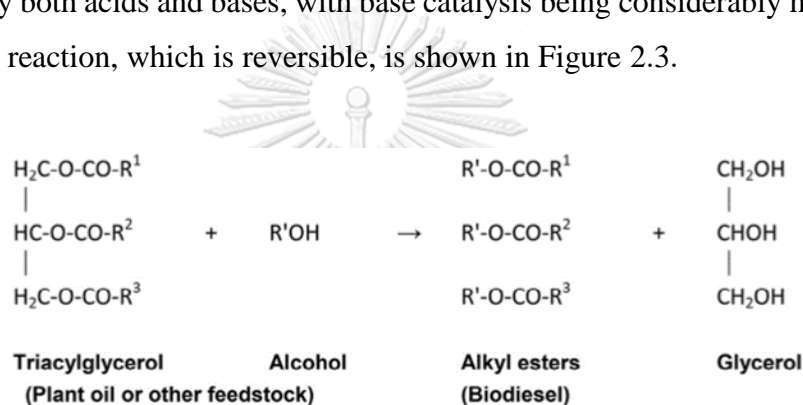 y both acids and bases, with base catalysis being considerably
reaction, which is reversible, is shown in Figure 2.3.
H₂C-O-CO-R¹ R'-O-CO-R¹ CH₂OH
| |
HC-O-CO-R² + R'OH → R'-O-CO-R² + CHOH
| |
H₂C-O-CO-R³ R'-O-CO-R³ CH₂OH
Triacylglycerol Alcohol Alkyl esters Glycerol
(Plant oil or other feedstock) (Biodiesel)